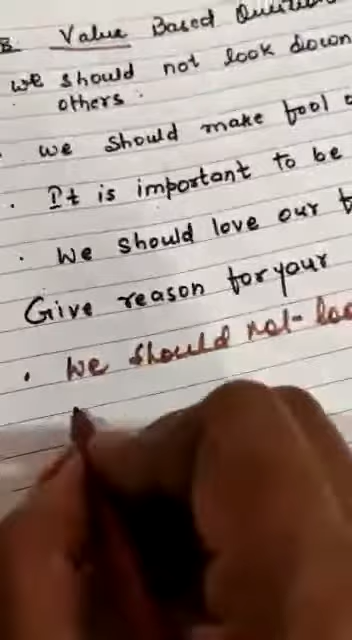 B. Value Based
we should not look down
others.
. We should make fool
. It is important to be
. We should love our
Give reason for your
. We should not